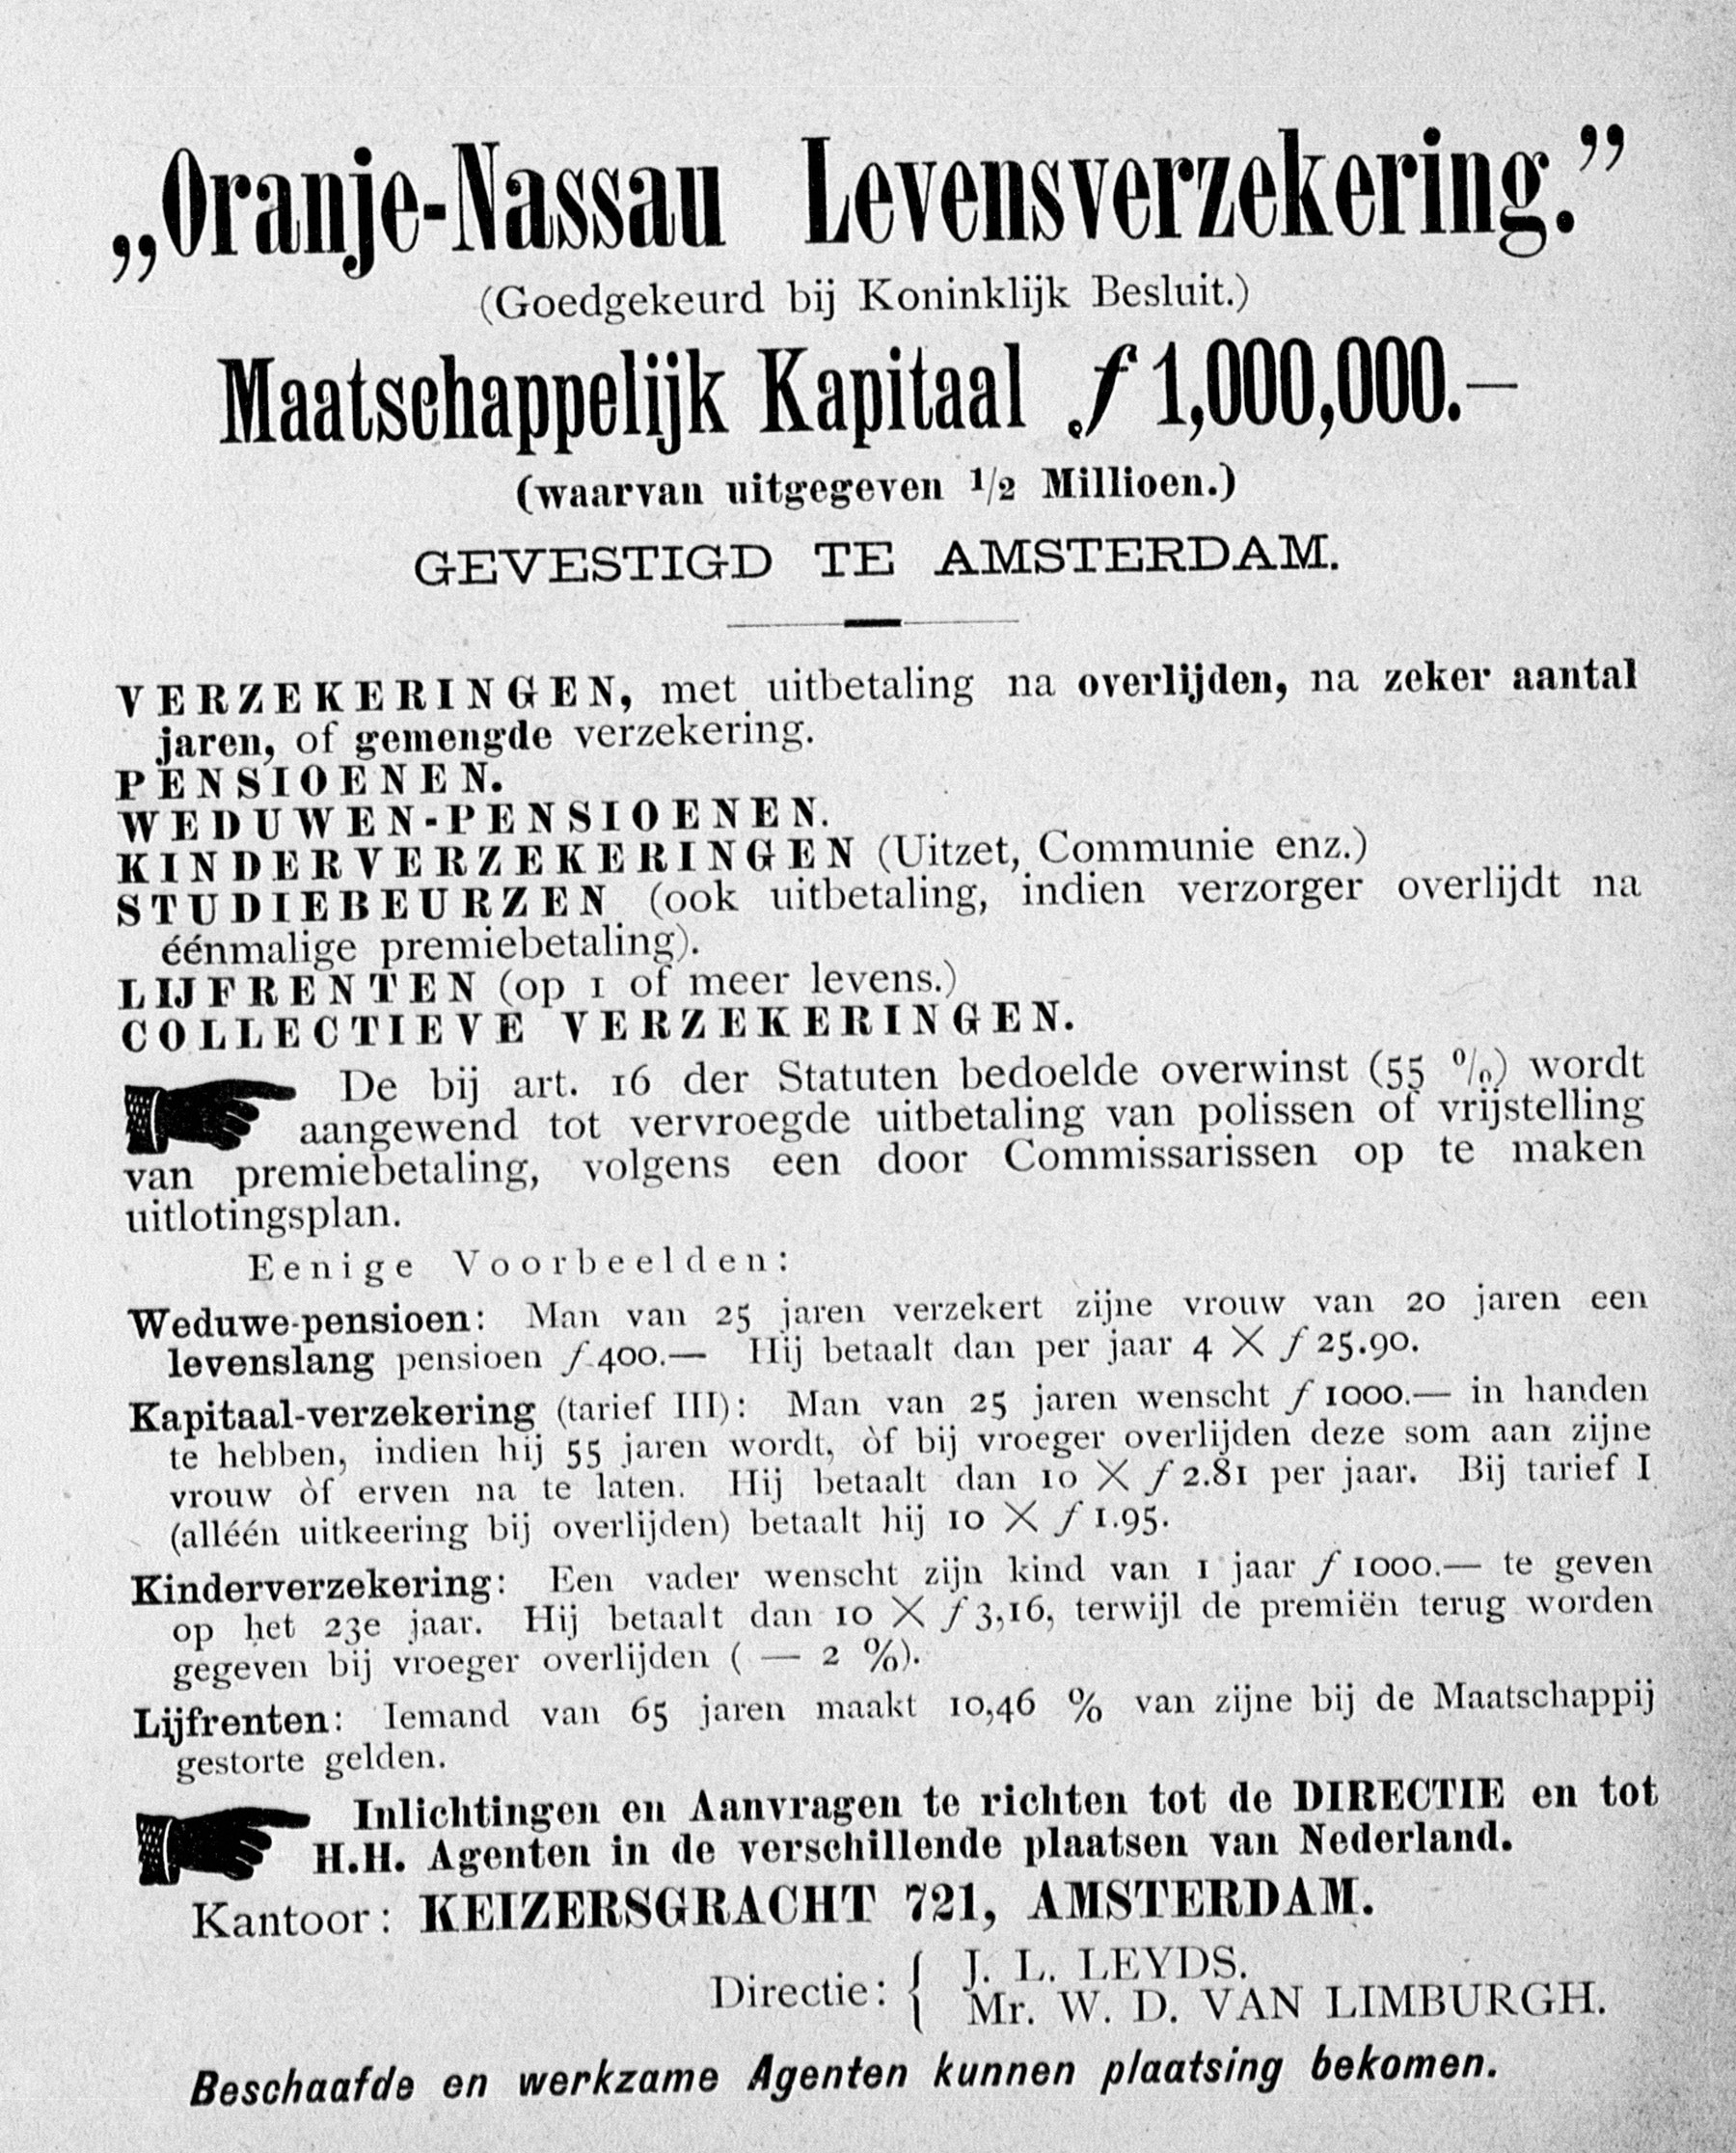 „Oranje-Nassau Levensverzekering.”
(Goedgekeurd bij Koninklijk Besluit.)
Maatschappelijk Kapitaal ƒ 1,000,000.—
(waarvan uitgegeven 1/2 Millioen.)
GEVESTIGD TE AMSTERDAM.
VERZEKERINGEN, met uitbetaling na overlijden, na zeker aantal
jaren, of gemengde verzekering.
PENSIOENEN.
WEDUWEN-PENSIOENEN.
KINDERVERZEKERINGEN (Uitzet, Communie enz.)
STUDIEBEURZEN (ook uitbetaling, indien verzorger overlijdt na
éénmalige premiebetaling).
LIJFRENTEN (op 1 of meer levens.)
COLLECTIEVE VERZEKERINGEN.
De bij art. 16 der Statuten bedoelde overwinst (55 %) wordt
aangewend tot vervroegde uitbetaling van polissen of vrijstelling
van premiebetaling, volgens een door Commissarissen op te maken
uitlotingsplan.
Eenige Voorbeelden:
Weduwe-pensioen: Man van 25 jaren verzekert zijne vrouw van 20 jaren een
levenslang pensioen ƒ 400.— Hij betaalt dan per jaar 4 × ƒ 25.90.
Kapitaal-verzekering (tarief III): Man van 25 jaren wenscht ƒ 1000.— in handen
te hebben, indien hij 55 jaren wordt, òf bij vroeger overlijden deze som aan zijne
vrouw òf erven na te laten. Hij betaalt dan 10 × ƒ 2.81 per jaar. Bij tarief I
(alléén uitkeering bij overlijden) betaalt hij 10 × ƒ 1.95.
Kinderverzekering: Een vader wenscht zijn kind van 1 jaar ƒ 1000.— te geven
op het 23e jaar. Hij betaalt dan 10 × ƒ 3,16, terwijl de premiën terug worden
gegeven bij vroeger overlijden ( — 2 %).
Lijfrenten: Iemand van 65 jaren maakt 10,46 % van zijne bij de Maatschappij
gestorte gelden.
Inlichtingen en Aanvragen te richten tot de DIRECTIE en tot
H.H. Agenten in de verschillende plaatsen van Nederland.
Kantoor: KEIZERSGRACHT 721, AMSTERDAM.
Directie: { J. L. LEYDS.
Mr. W. D. VAN LIMBURGH.
Beschaafde en werkzame Agenten kunnen plaatsing bekomen.